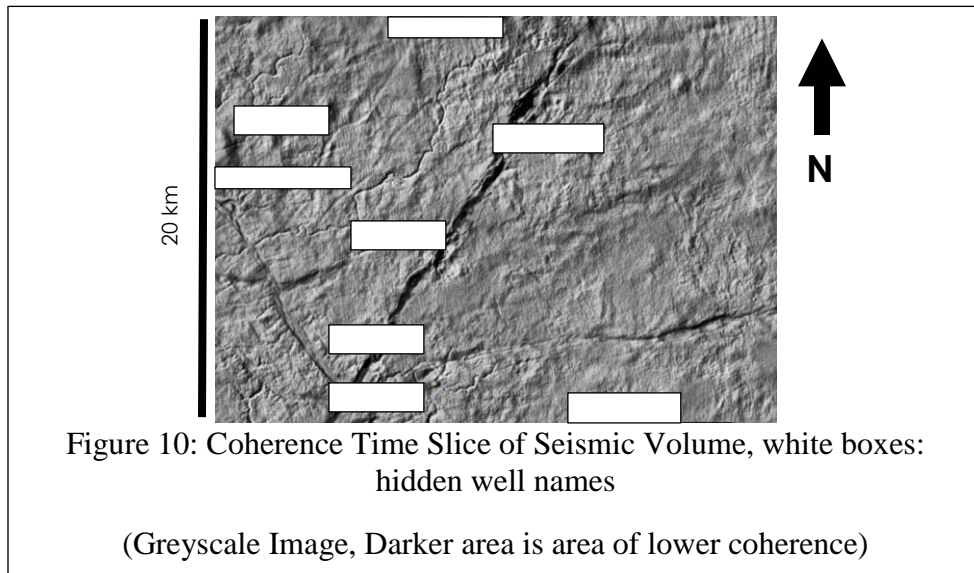 20 km
N
Figure 10: Coherence Time Slice of Seismic Volume, white boxes:
hidden well names
(Greyscale Image, Darker area is area of lower coherence)